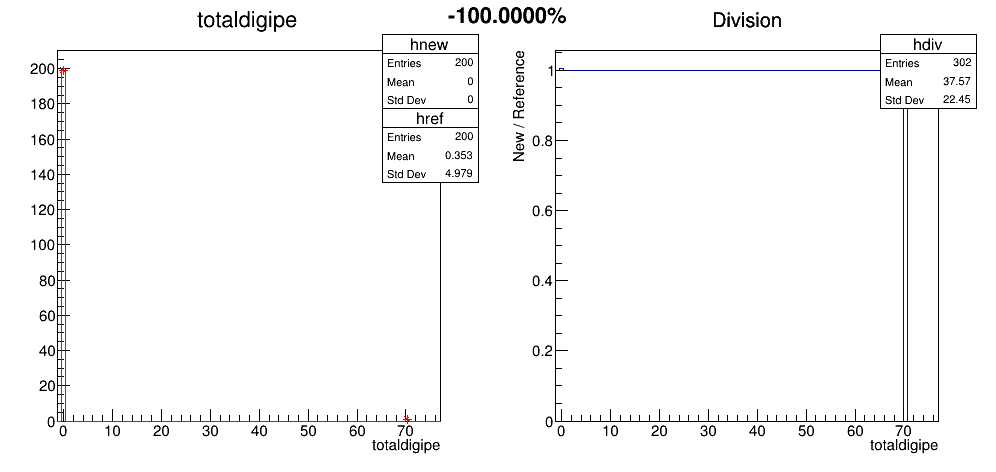 -100.0000%
totaldigipe
hnew
Entries 200
Mean 0
Std Dev 0
href
Entries 200
Mean 0.353
Std Dev 4.979
200
180
160
140
120
100
80
60
40
20
0
0 10 20 30 40 50 60 70
totaldigipe
Division
hdiv
Entries 302
Mean 37.57
Std Dev 22.45
New / Reference
1
0.8
0.6
0.4
0.2
0
0 10 20 30 40 50 60 70
totaldigipe